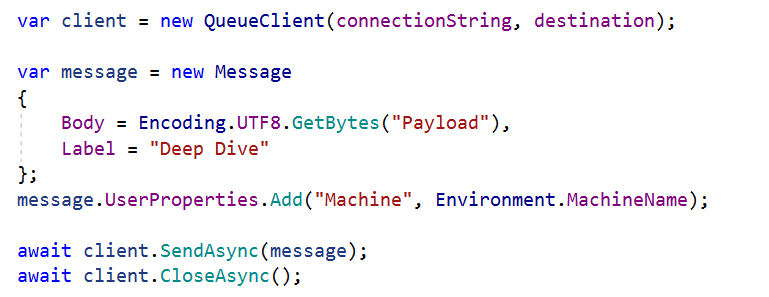 var client = new QueueClient(connectionString, destination);
var message = new Message
{
Body = Encoding.UTF8.GetBytes("Payload"),
Label = "Deep Dive"
};
message.UserProperties.Add("Machine", Environment.MachineName);
await client.SendAsync(message);
await client.CloseAsync();